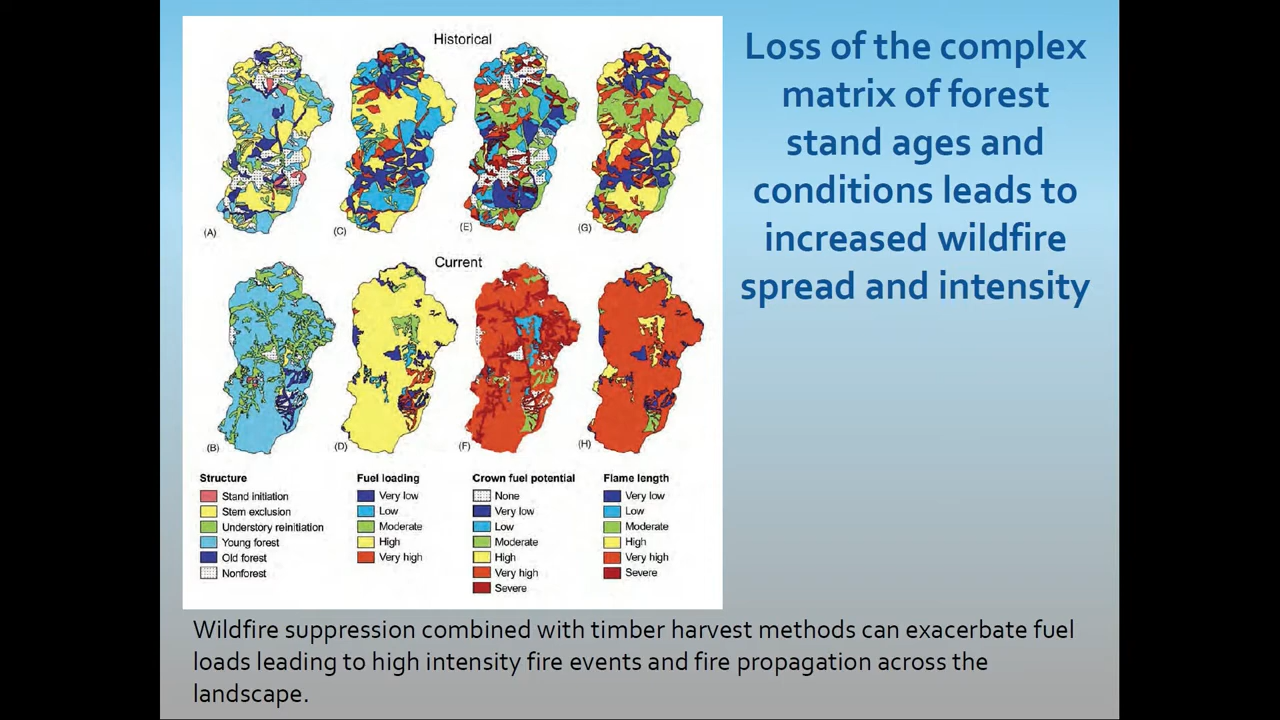 Historical
(A)
(C)
(E)
(G)
Current
(B)
(D)
(F)
(H)
Structure
Stand initiation
Stem exclusion
Understory reinitiation
Young forest
Old forest
Nonforest
Fuel loading
Very low
Low
Moderate
High
Very high
Crown fuel potential
None
Very low
Low
Moderate
High
Very high
Severe
Flame length
Very low
Low
Moderate
High
Very high
Severe
Loss of the complex
matrix of forest
stand ages and
conditions leads to
increased wildfire
spread and intensity
Wildfire suppression combined with timber harvest methods can exacerbate fuel
loads leading to high intensity fire events and fire propagation across the
landscape.